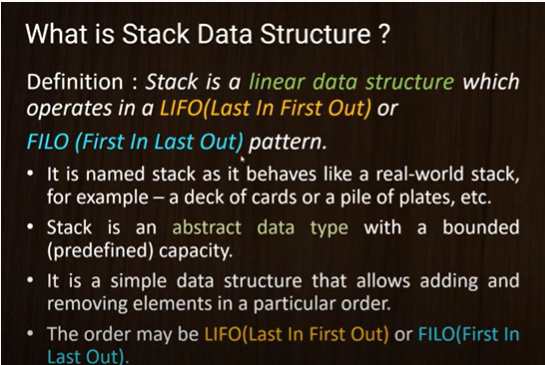 What is Stack Data Structure ?
Definition : Stack is a linear data structure which
operates in a LIFO(Last In First Out) or
FILO (First In Last Out) pattern.
• It is named stack as it behaves like a real-world stack,
for example – a deck of cards or a pile of plates, etc.
• Stack is an abstract data type with a bounded
(predefined) capacity.
• It is a simple data structure that allows adding and
removing elements in a particular order.
• The order may be LIFO(Last In First Out) or FILO(First In
Last Out).